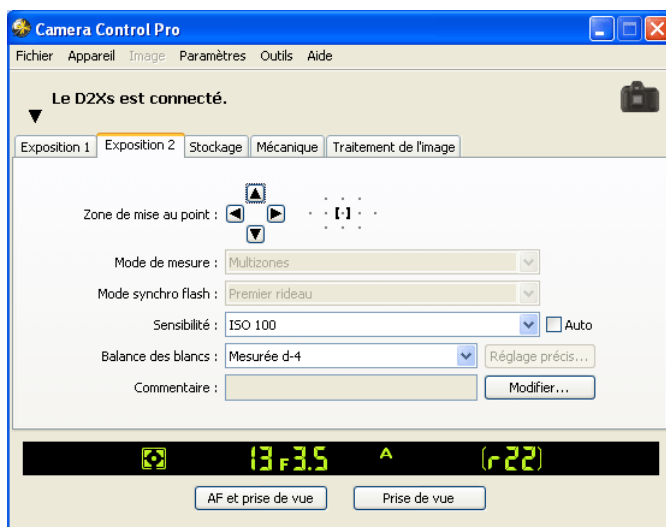 Camera Control Pro
Fichier Appareil Image Paramètres Outils Aide
Le D2Xs est connecté.
Exposition 1 Exposition 2 Stockage Mécanique Traitement de l'image
Zone de mise au point :
Mode de mesure : Multizones
Mode synchro flash : Premier rideau
Sensibilité : ISO 100 Auto
Balance des blancs : Mesurée d-4 Réglage précis...
Commentaire : Modifier...
13 F3.5 A (r22)
AF et prise de vue Prise de vue